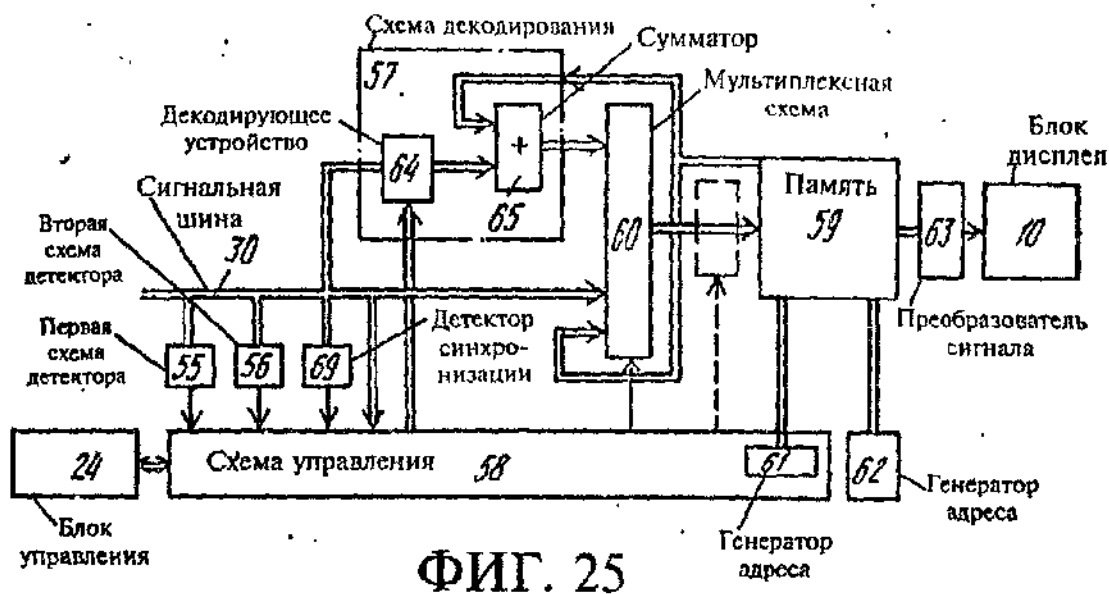 Схема декодирования
Сумматор
57
Мультиплексная
схема
Декодирующее
устройство
Блок
дисплея
64
+
65
Память
59
63
10
Сигнальная
шина
30
60
Вторая
схема
детектора
Преобразователь
сигнала
Первая
схема
детектора
55
56
69
Детектор
синхро-
низации
24
Схема управления
58
61
62
Генератор
адреса
Блок
управления
Генератор
адреса
ФИГ. 25